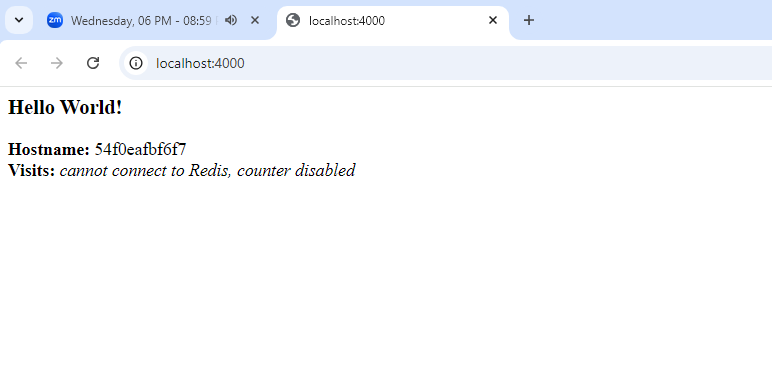 zm Wednesday, 06 PM - 08:59 localhost:4000
localhost:4000
Hello World!
Hostname: 54f0eafbf6f7
Visits: cannot connect to Redis, counter disabled